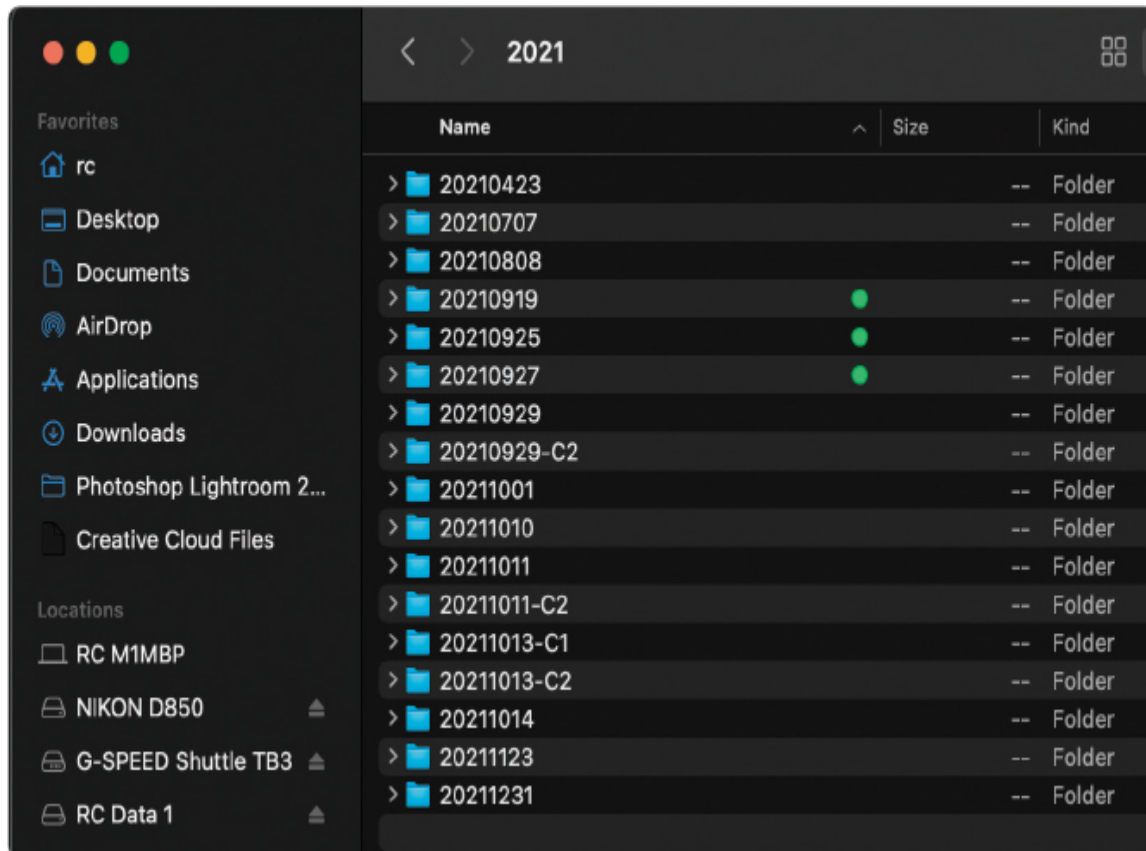 2021
Favorites
rc
Desktop
Documents
AirDrop
Applications
Downloads
Photoshop Lightroom 2...
Creative Cloud Files
Locations
RC M1MBP
NIKON D850
G-SPEED Shuttle TB3
RC Data 1
Name Size Kind
20210423 -- Folder
20210707 -- Folder
20210808 -- Folder
20210919 -- Folder
20210925 -- Folder
20210927 -- Folder
20210929 -- Folder
20210929-C2 -- Folder
20211001 -- Folder
20211010 -- Folder
20211011 -- Folder
20211011-C2 -- Folder
20211013-C1 -- Folder
20211013-C2 -- Folder
20211014 -- Folder
20211123 -- Folder
20211231 -- Folder